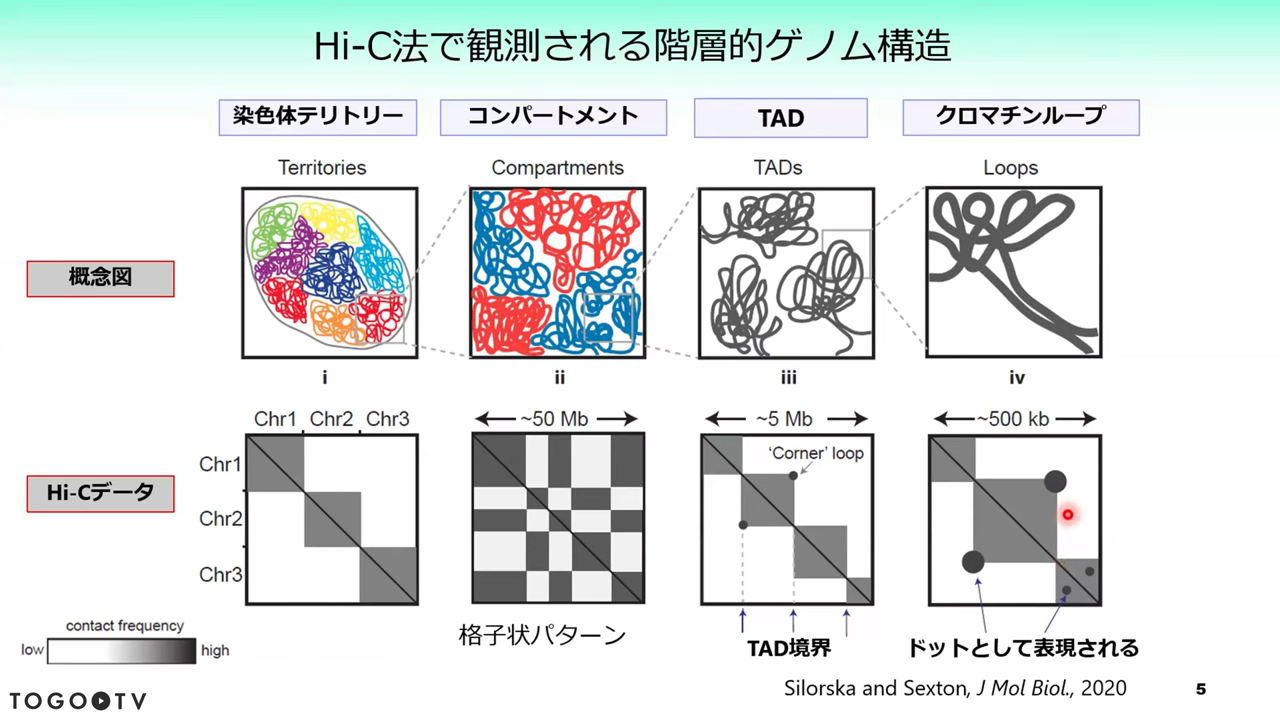 Hi-C法で観測される階層的ゲノム構造
染色体テリトリー
コンパートメント
TAD
クロマチンループ
Territories
Compartments
TADs
Loops
概念図
i
ii
iii
iv
Chr1 Chr2 Chr3
~50 Mb
~5 Mb
~500 kb
Chr1
Chr2
Chr3
'Corner' loop
Hi-Cデータ
contact frequency
low
high
格子状パターン
TAD境界
ドットとして表現される
Silorska and Sexton, J Mol Biol., 2020
5
TOGO TV